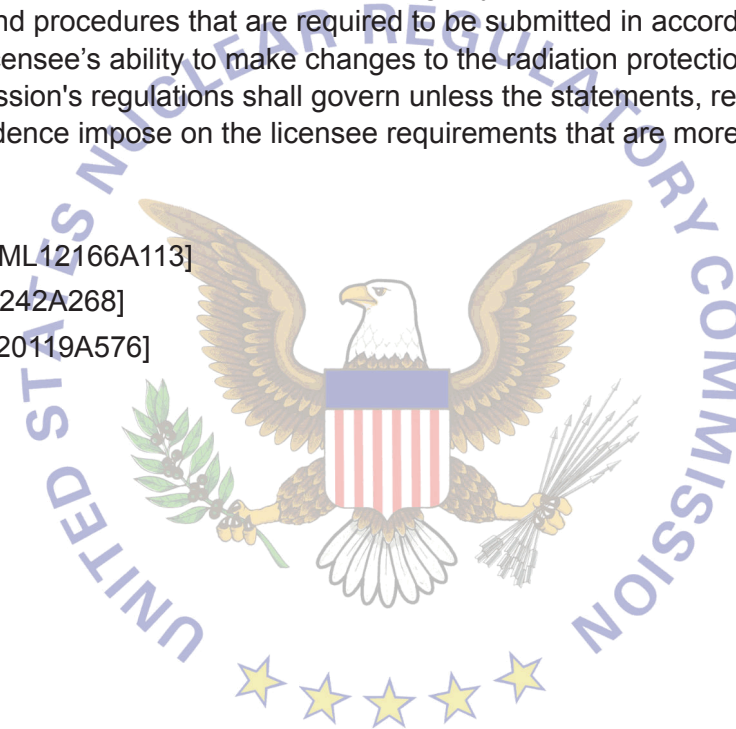 nd procedures that are required to be submitted in accord
ensee's ability to make changes to the radiation protection
ssion's regulations shall govern unless the statements, re
dence impose on the licensee requirements that are more
ML12166A113]
242A268]
20119A576]
UNITED STATES NUCLEAR REGULATORY COMMISSION